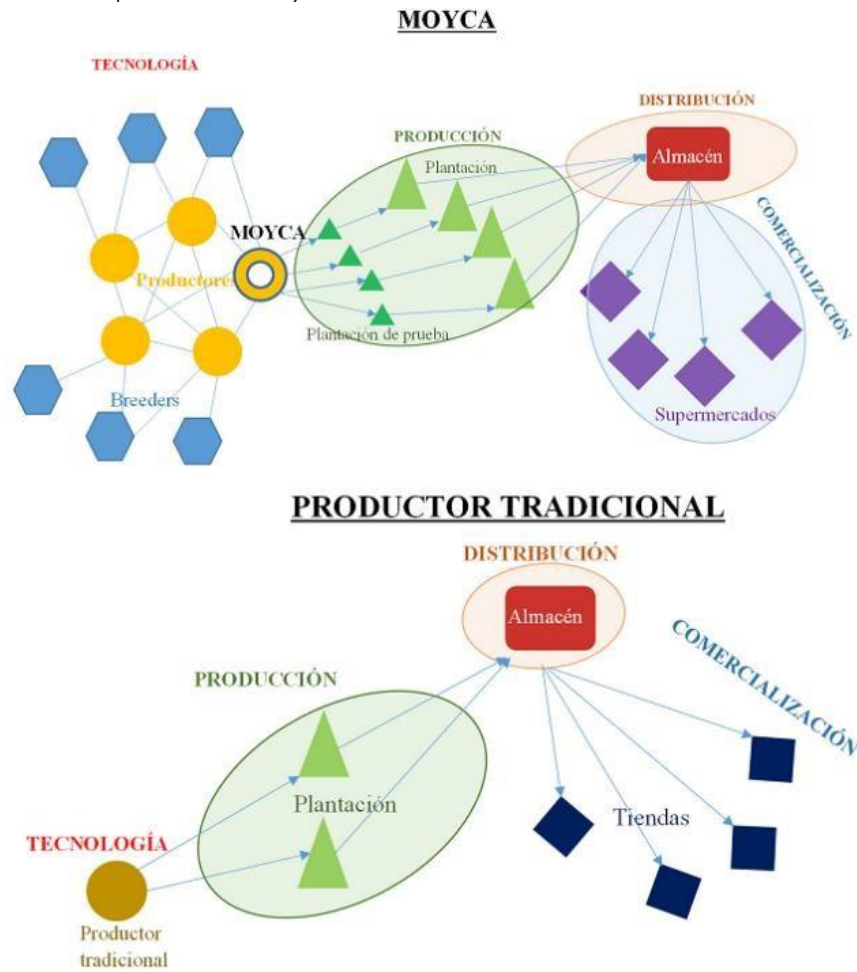 MOYCA
TECNOLOGÍA
DISTRIBUCIÓN
PRODUCCIÓN
Almacén
Plantación
COMERCIALIZACIÓN
MOYCA
Productores
Plantación de prueba
Breeders
Supermercados
PRODUCTOR TRADICIONAL
DISTRIBUCIÓN
Almacén
COMERCIALIZACIÓN
PRODUCCIÓN
Plantación
Tiendas
TECNOLOGÍA
Productor
tradicional